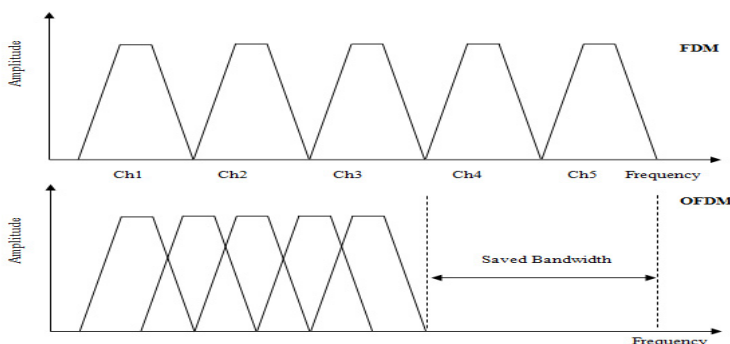 FDM
Amplitude
Ch1 Ch2 Ch3 Ch4 Ch5 Frequency
OFDM
Amplitude
Saved Bandwidth
Frequency